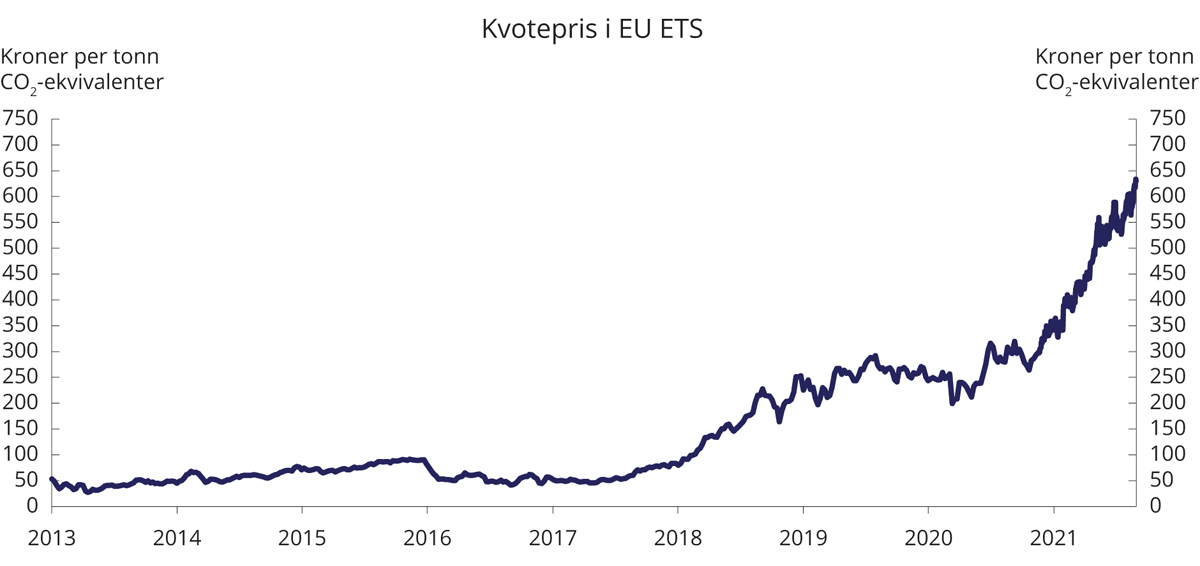 Kvotepris i EU ETS
Kroner per tonn
CO₂-ekvivalenter
Kroner per tonn
CO₂-ekvivalenter
750 750
700 700
650 650
600 600
550 550
500 500
450 450
400 400
350 350
300 300
250 250
200 200
150 150
100 100
50 50
0 0
2013 2014 2015 2016 2017 2018 2019 2020 2021